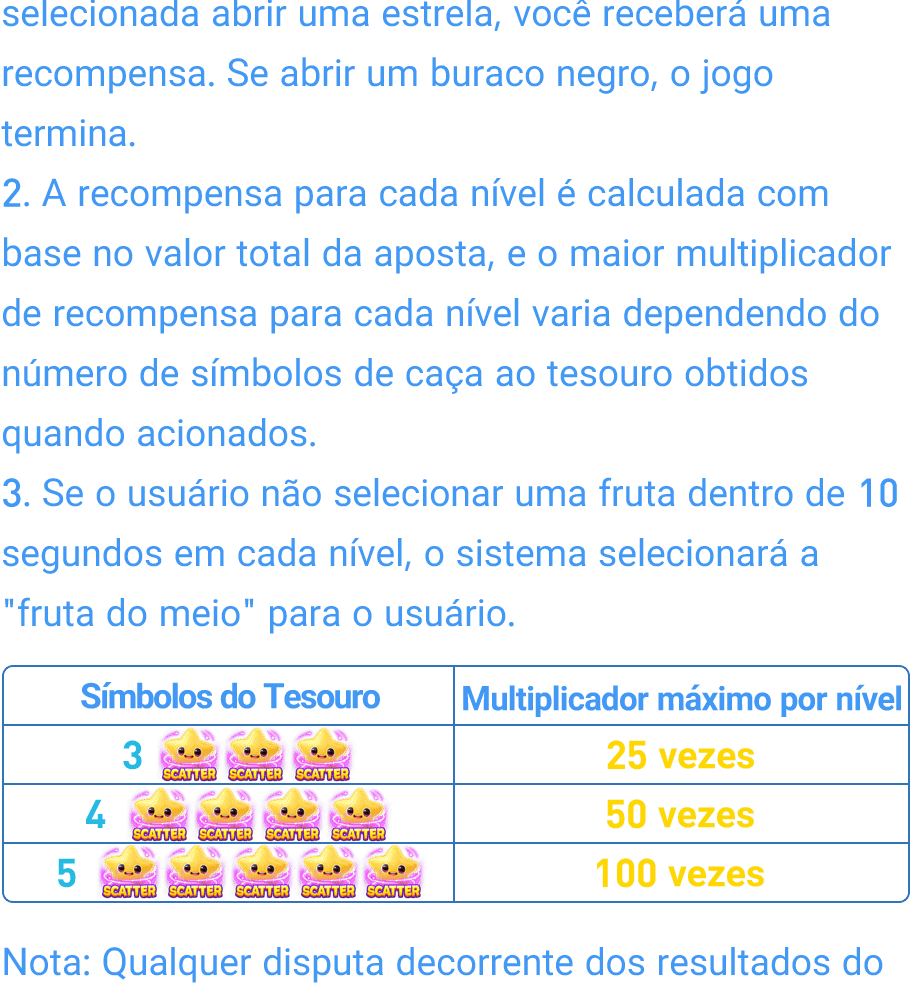 selecionada abrir uma estrela, você receberá uma
recompensa. Se abrir um buraco negro, o jogo
termina.
2. A recompensa para cada nível é calculada com
base no valor total da aposta, e o maior multiplicador
de recompensa para cada nível varia dependendo do
número de símbolos de caça ao tesouro obtidos
quando acionados.
3. Se o usuário não selecionar uma fruta dentro de 10
segundos em cada nível, o sistema selecionará a
"fruta do meio" para o usuário.
Símbolos do Tesouro Multiplicador máximo por nível
3 SCATTER SCATTER SCATTER 25 vezes
4 SCATTER SCATTER SCATTER SCATTER 50 vezes
5 SCATTER SCATTER SCATTER SCATTER SCATTER 100 vezes
Nota: Qualquer disputa decorrente dos resultados do